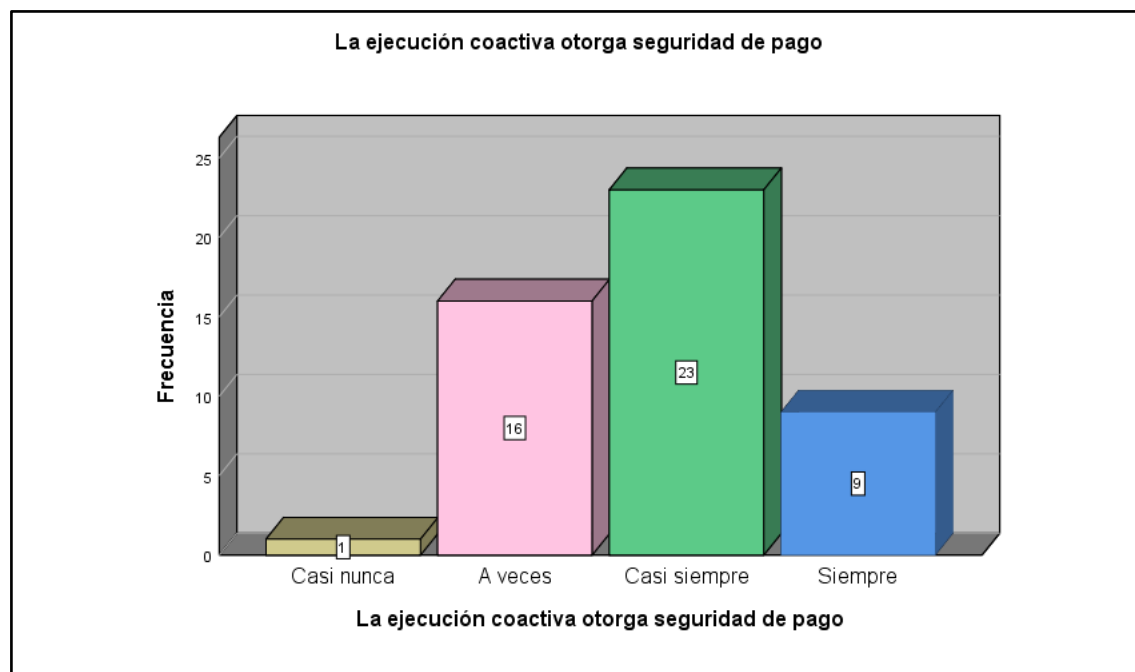 La ejecución coactiva otorga seguridad de pago
25
20
15
10
5
0
Frecuencia
1
16
23
9
Casi nunca
A veces
Casi siempre
Siempre
La ejecución coactiva otorga seguridad de pago